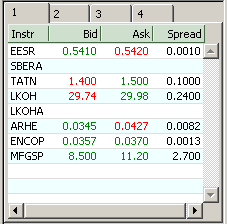 1 2 3 4
Instr Bid Ask Spread
EESR 0.5410 0.5420 0.0010
SBERA
TATN 1.400 1.500 0.1000
LKOH 29.74 29.98 0.2400
LKOHA
ARHE 0.0345 0.0427 0.0082
ENCOP 0.0357 0.0370 0.0013
MFGSP 8.500 11.20 2.700